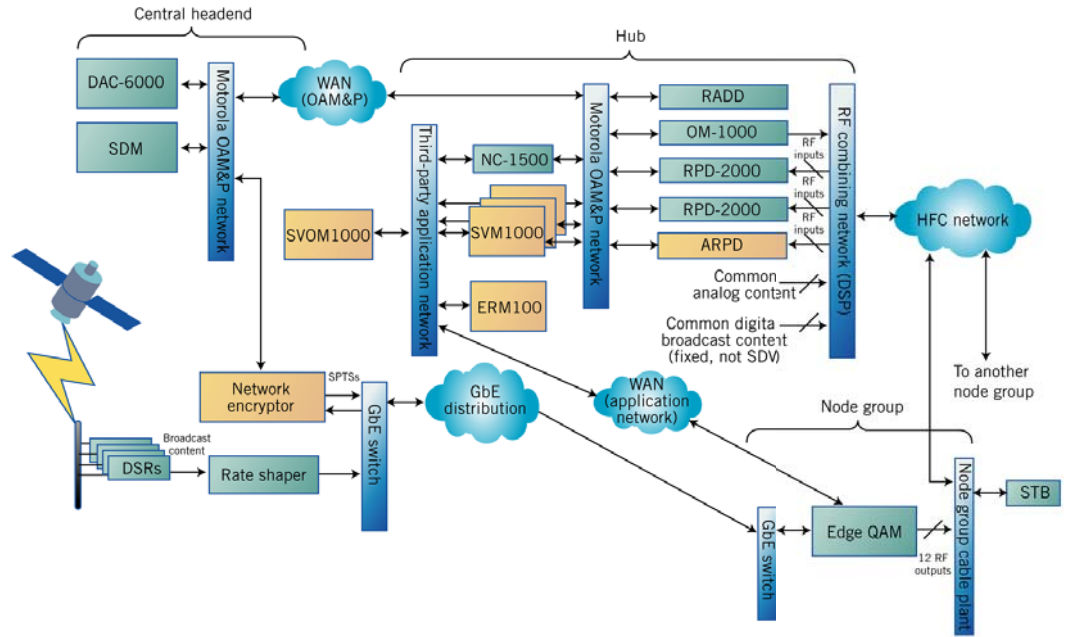 Central headend
Hub
DAC-6000
SDM
Motorola OAM&P network
WAN
(OAM&P)
Third-party application network
NC-1500
SVOM1000
SVM1000
ERM100
Motorola OAM&P network
RADD
OM-1000
RPD-2000
RPD-2000
ARPD
RF
inputs
RF
inputs
RF
inputs
Common
analog content
Common digita
broadcast content
(fixed, not SDV)
RF combining network (DSP)
HFC network
To another
node group
Network
encryptor
SPTSs
GbE switch
GbE
distribution
WAN
(application
network)
Node group
Broadcast
content
DSRs
Rate shaper
GbE switch
Edge QAM
12 RF
outputs
Node group cable plant
STB